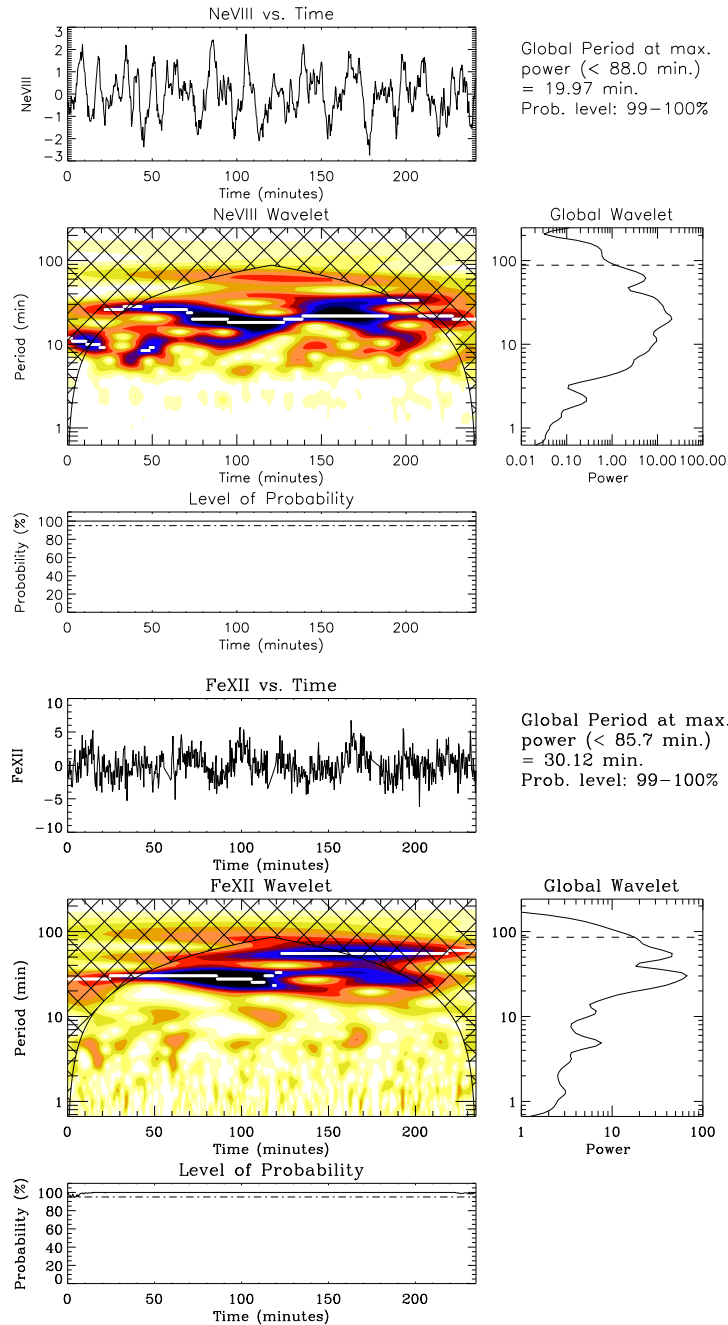 NeVIII vs. Time
3
2
1
0
−1
−2
−3
NeVIII
0 50 100 150 200
Time (minutes)
Global Period at max.
power (< 88.0 min.)
= 19.97 min.
Prob. level: 99−100%
NeVIII Wavelet
100
10
1
Period (min)
0 50 100 150 200
Time (minutes)
Global Wavelet
100
10
1
0.01 0.10 1.00 10.00 100.00
Power
Level of Probability
100
80
60
40
20
0
Probability (%)
0 50 100 150 200
Time (minutes)
FeXII vs. Time
10
5
0
−5
−10
FeXII
0 50 100 150 200
Time (minutes)
Global Period at max.
power (< 85.7 min.)
= 30.12 min.
Prob. level: 99−100%
FeXII Wavelet
100
10
1
Period (min)
0 50 100 150 200
Time (minutes)
Global Wavelet
100
10
1
1 10 100
Power
Level of Probability
100
80
60
40
20
0
Probability (%)
0 50 100 150 200
Time (minutes)